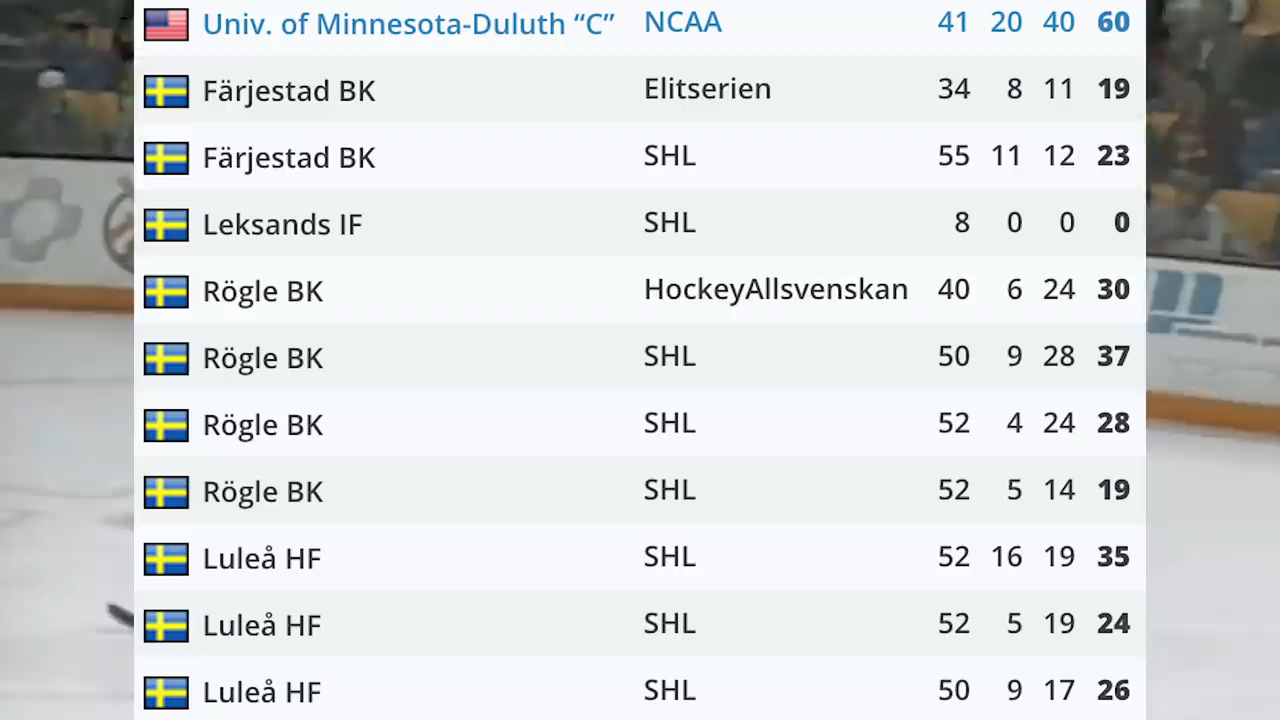 Univ. of Minnesota-Duluth “C” NCAA 41 20 40 60
Färjestad BK Elitserien 34 8 11 19
Färjestad BK SHL 55 11 12 23
Leksands IF SHL 8 0 0 0
Rögle BK HockeyAllsvenskan 40 6 24 30
Rögle BK SHL 50 9 28 37
Rögle BK SHL 52 4 24 28
Rögle BK SHL 52 5 14 19
Luleå HF SHL 52 16 19 35
Luleå HF SHL 52 5 19 24
Luleå HF SHL 50 9 17 26